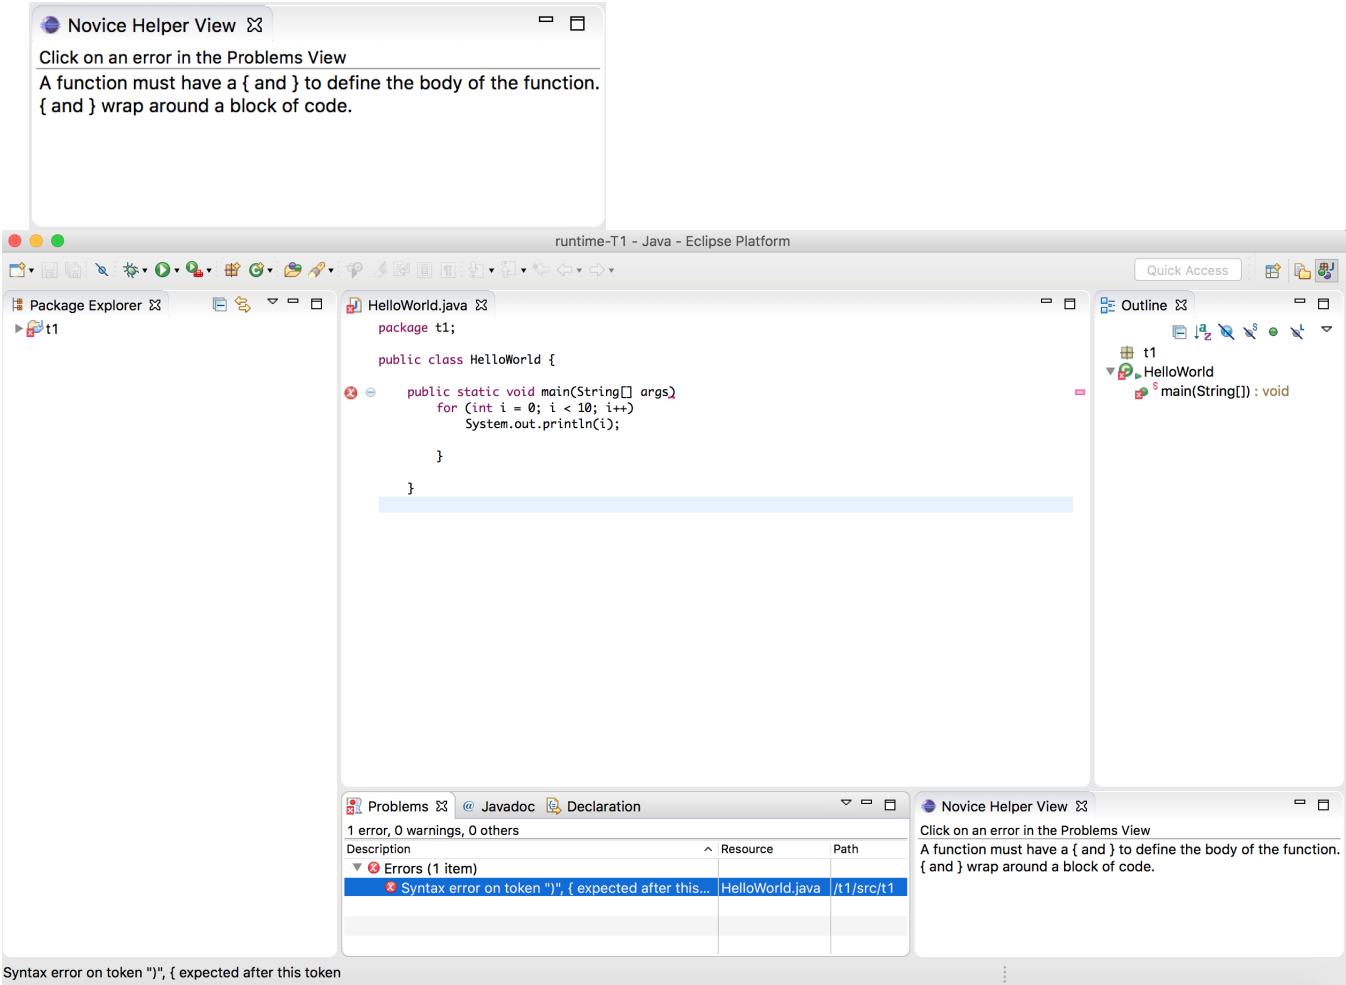 Novice Helper View
Click on an error in the Problems View
A function must have a { and } to define the body of the function.
{ and } wrap around a block of code.
runtime-T1 - Java - Eclipse Platform
Quick Access
Package Explorer
t1
HelloWorld.java
package t1;
public class HelloWorld {
public static void main(String[] args)
for (int i = 0; i < 10; i++)
System.out.println(i);
}
}
Outline
t1
HelloWorld
main(String[]) : void
Problems Javadoc Declaration
1 error, 0 warnings, 0 others
Description Resource Path
Errors (1 item)
Syntax error on token ")", { expected after this... HelloWorld.java /t1/src/t1
Novice Helper View
Click on an error in the Problems View
A function must have a { and } to define the body of the function.
{ and } wrap around a block of code.
Syntax error on token ")", { expected after this token